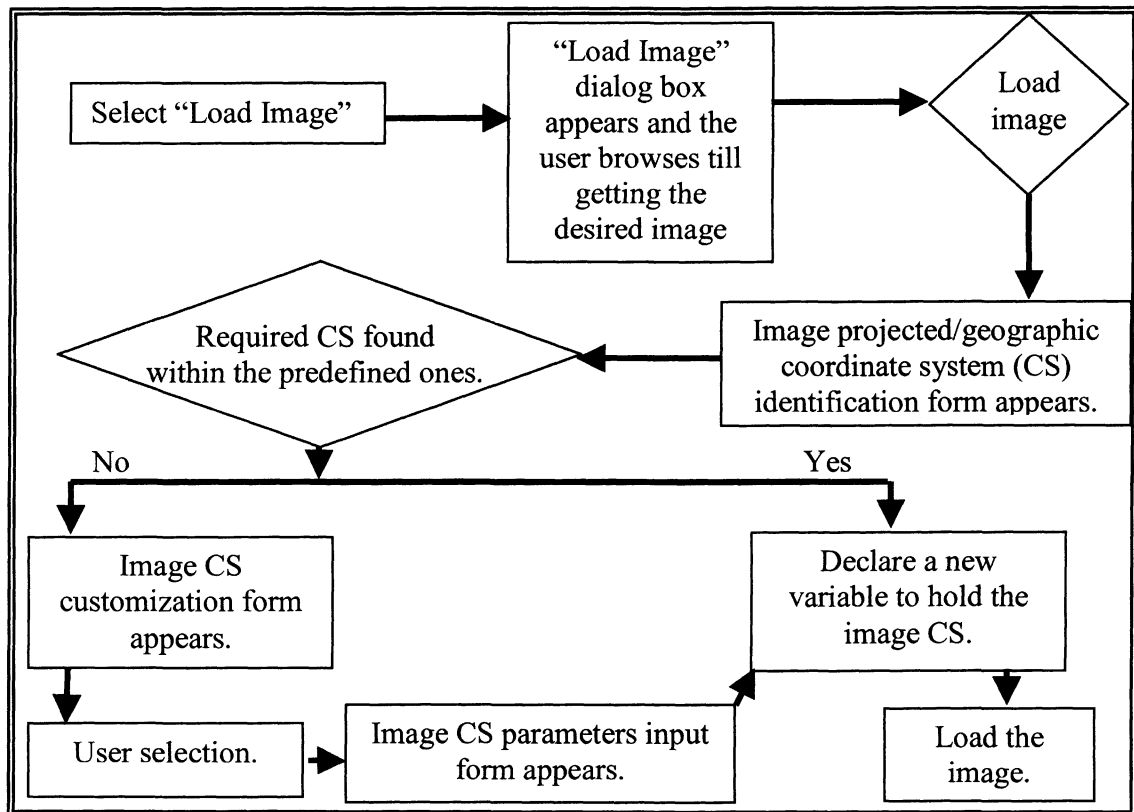 Select “Load Image”
“Load Image”
dialog box
appears and the
user browses till
getting the
desired image
Load
image
Image projected/geographic
coordinate system (CS)
identification form appears.
Required CS found
within the predefined ones.
No
Yes
Image CS
customization form
appears.
Declare a new
variable to hold the
image CS.
User selection.
Image CS parameters input
form appears.
Load the
image.